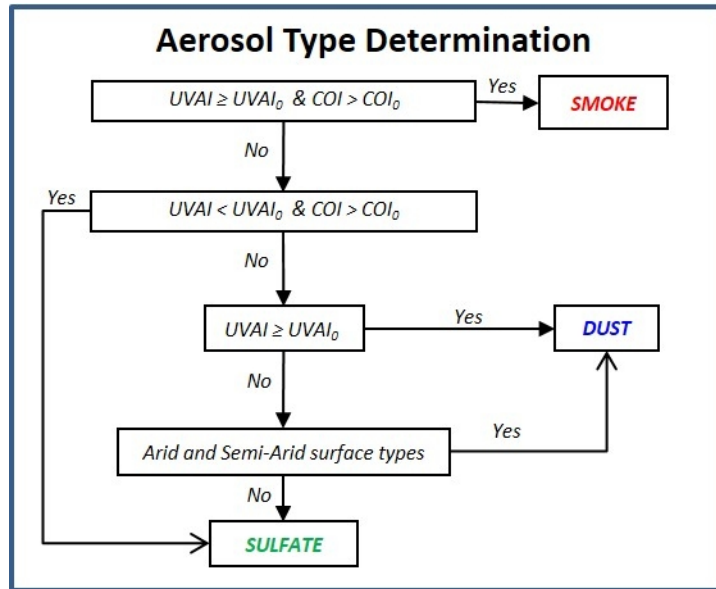 Aerosol Type Determination
UVAI ≥ UVAI₀ & COI > COI₀
Yes
SMOKE
No
Yes
UVAI < UVAI₀ & COI > COI₀
No
UVAI ≥ UVAI₀
Yes
DUST
No
Arid and Semi-Arid surface types
Yes
No
SULFATE